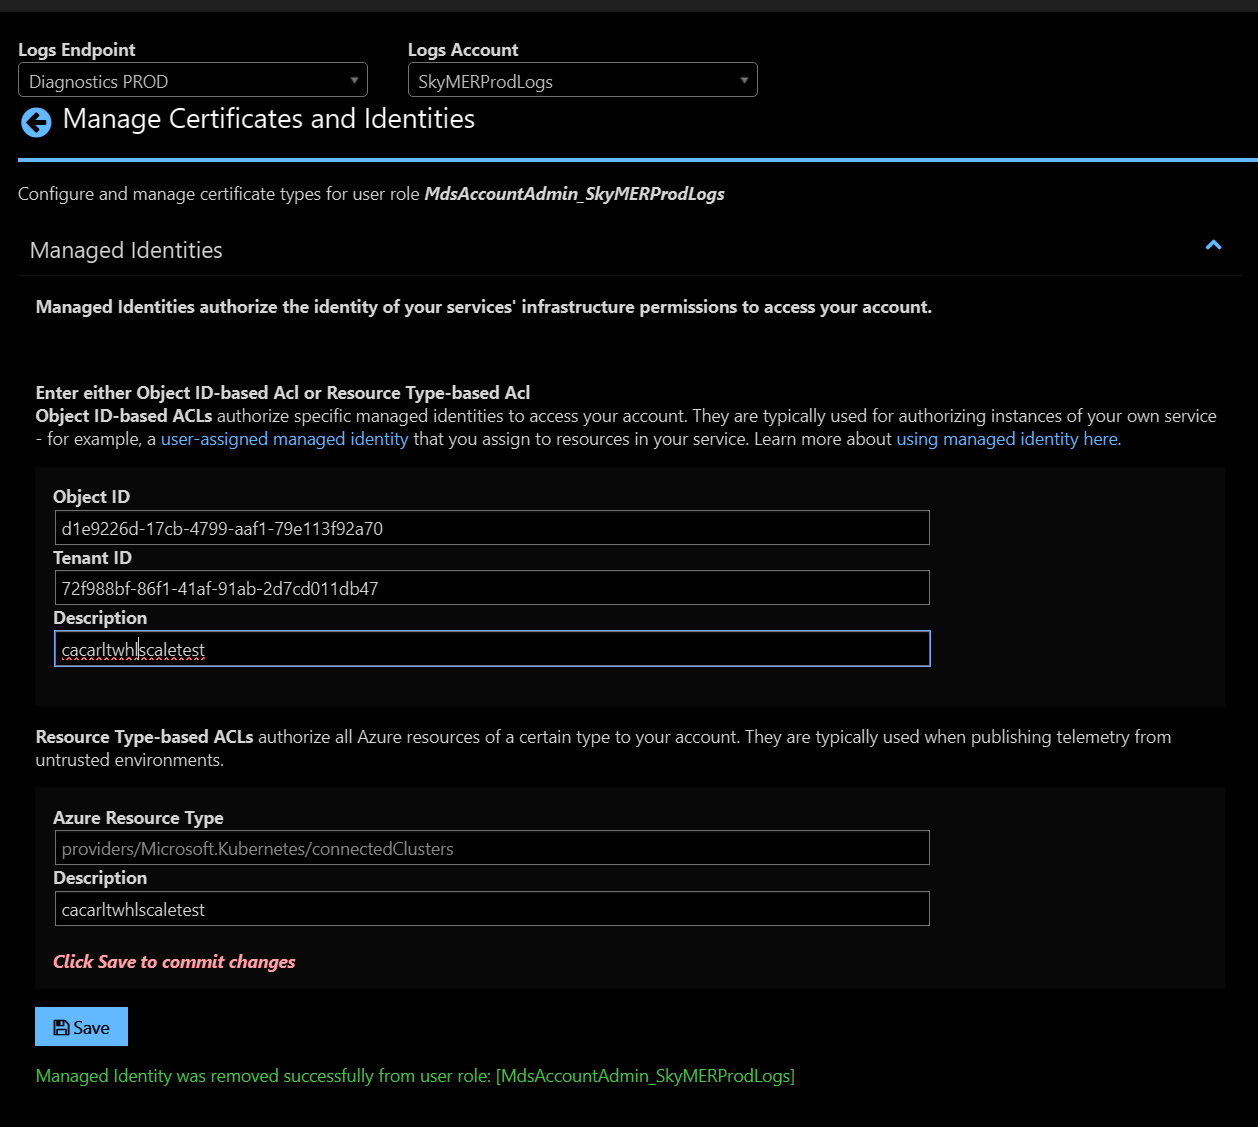 Logs Endpoint
Logs Account
Diagnostics PROD
SkyMERProdLogs
Manage Certificates and Identities
Configure and manage certificate types for user role MdsAccountAdmin_SkyMERProdLogs
Managed Identities
Managed Identities authorize the identity of your services' infrastructure permissions to access your account.
Enter either Object ID-based Acl or Resource Type-based Acl
Object ID-based ACLs authorize specific managed identities to access your account. They are typically used for authorizing instances of your own service
- for example, a user-assigned managed identity that you assign to resources in your service. Learn more about using managed identity here.
Object ID
d1e9226d-17cb-4799-aaf1-79e113f92a70
Tenant ID
72f988bf-86f1-41af-91ab-2d7cd011db47
Description
cacarltwhlscaletest
Resource Type-based ACLs authorize all Azure resources of a certain type to your account. They are typically used when publishing telemetry from
untrusted environments.
Azure Resource Type
providers/Microsoft.Kubernetes/connectedClusters
Description
cacarltwhlscaletest
Click Save to commit changes
Save
Managed Identity was removed successfully from user role: [MdsAccountAdmin_SkyMERProdLogs]